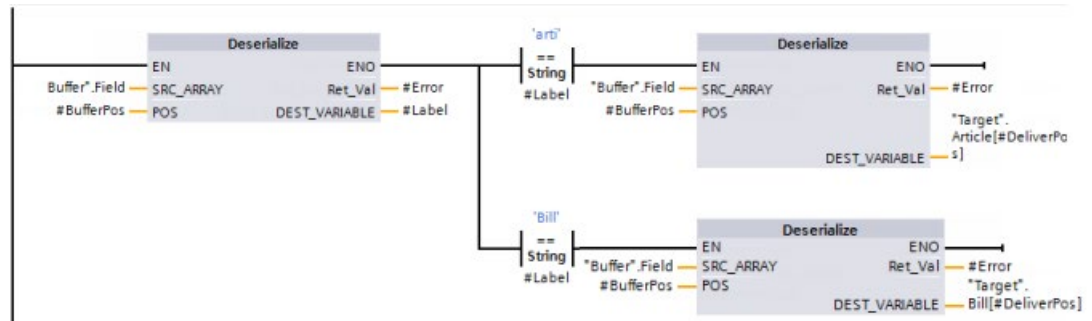 Deserialize
EN ENO
Buffer".Field SRC_ARRAY Ret_Val #Error
#BufferPos POS DEST_VARIABLE #Label
'arti'
==
String
#Label
Deserialize
EN ENO
"Buffer".Field SRC_ARRAY Ret_Val #Error
#BufferPos POS
"Target".
Article[#DeliverPo
DEST_VARIABLE s]
'Bill'
==
String
#Label
Deserialize
EN ENO
"Buffer".Field SRC_ARRAY Ret_Val #Error
#BufferPos POS "Target".
DEST_VARIABLE Bill[#DeliverPos]